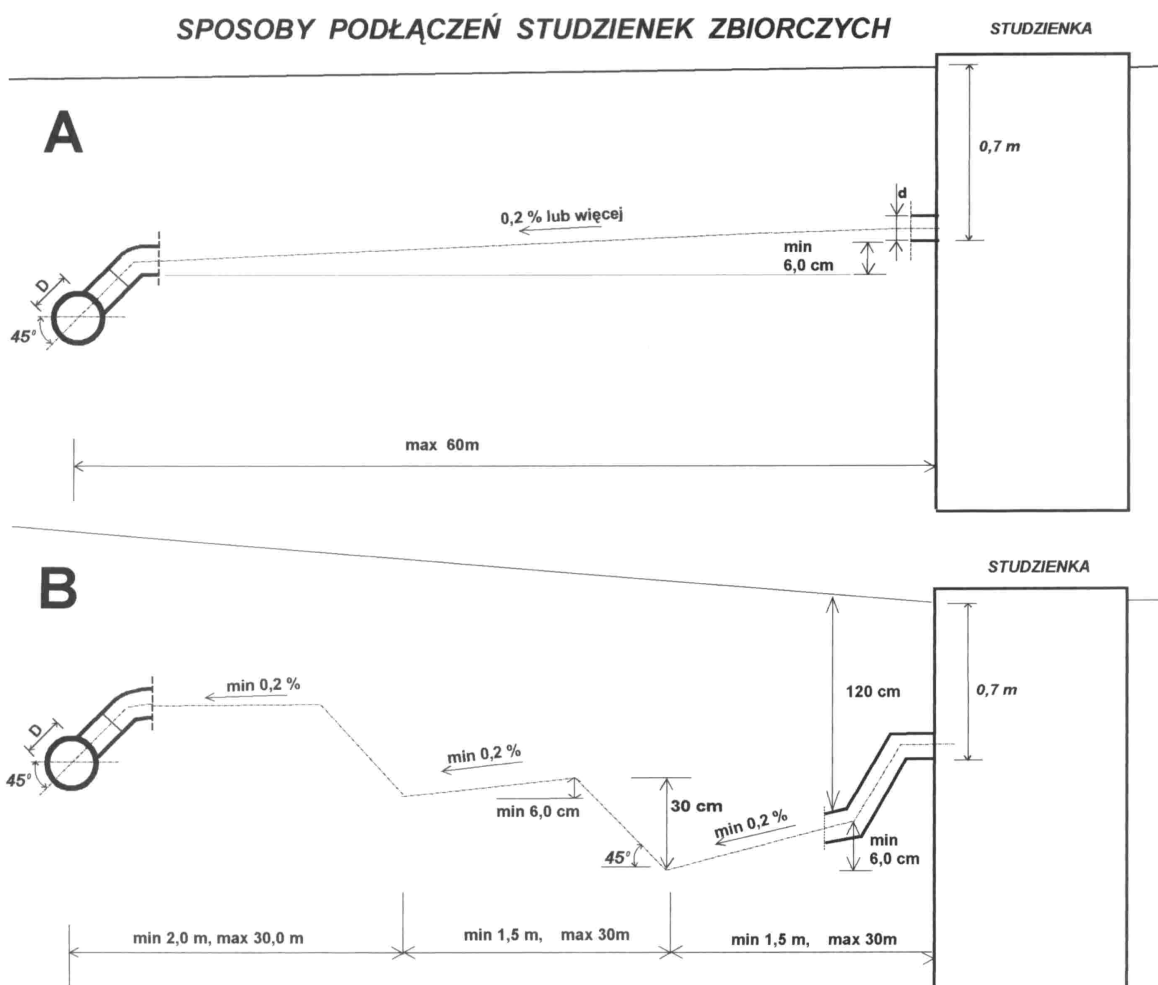 SPOSOBY PODŁĄCZEŃ STUDZIENEK ZBIORCZYCH
STUDZIENKA
A
0,7 m
d
0,2 % lub więcej
min
6,0 cm
D
45°
max 60m
STUDZIENKA
B
min 0,2 %
120 cm
0,7 m
D
min 0,2 %
45°
min 6,0 cm
30 cm
min 0,2 %
min
6,0 cm
45°
min 2,0 m, max 30,0 m
min 1,5 m, max 30m
min 1,5 m, max 30m